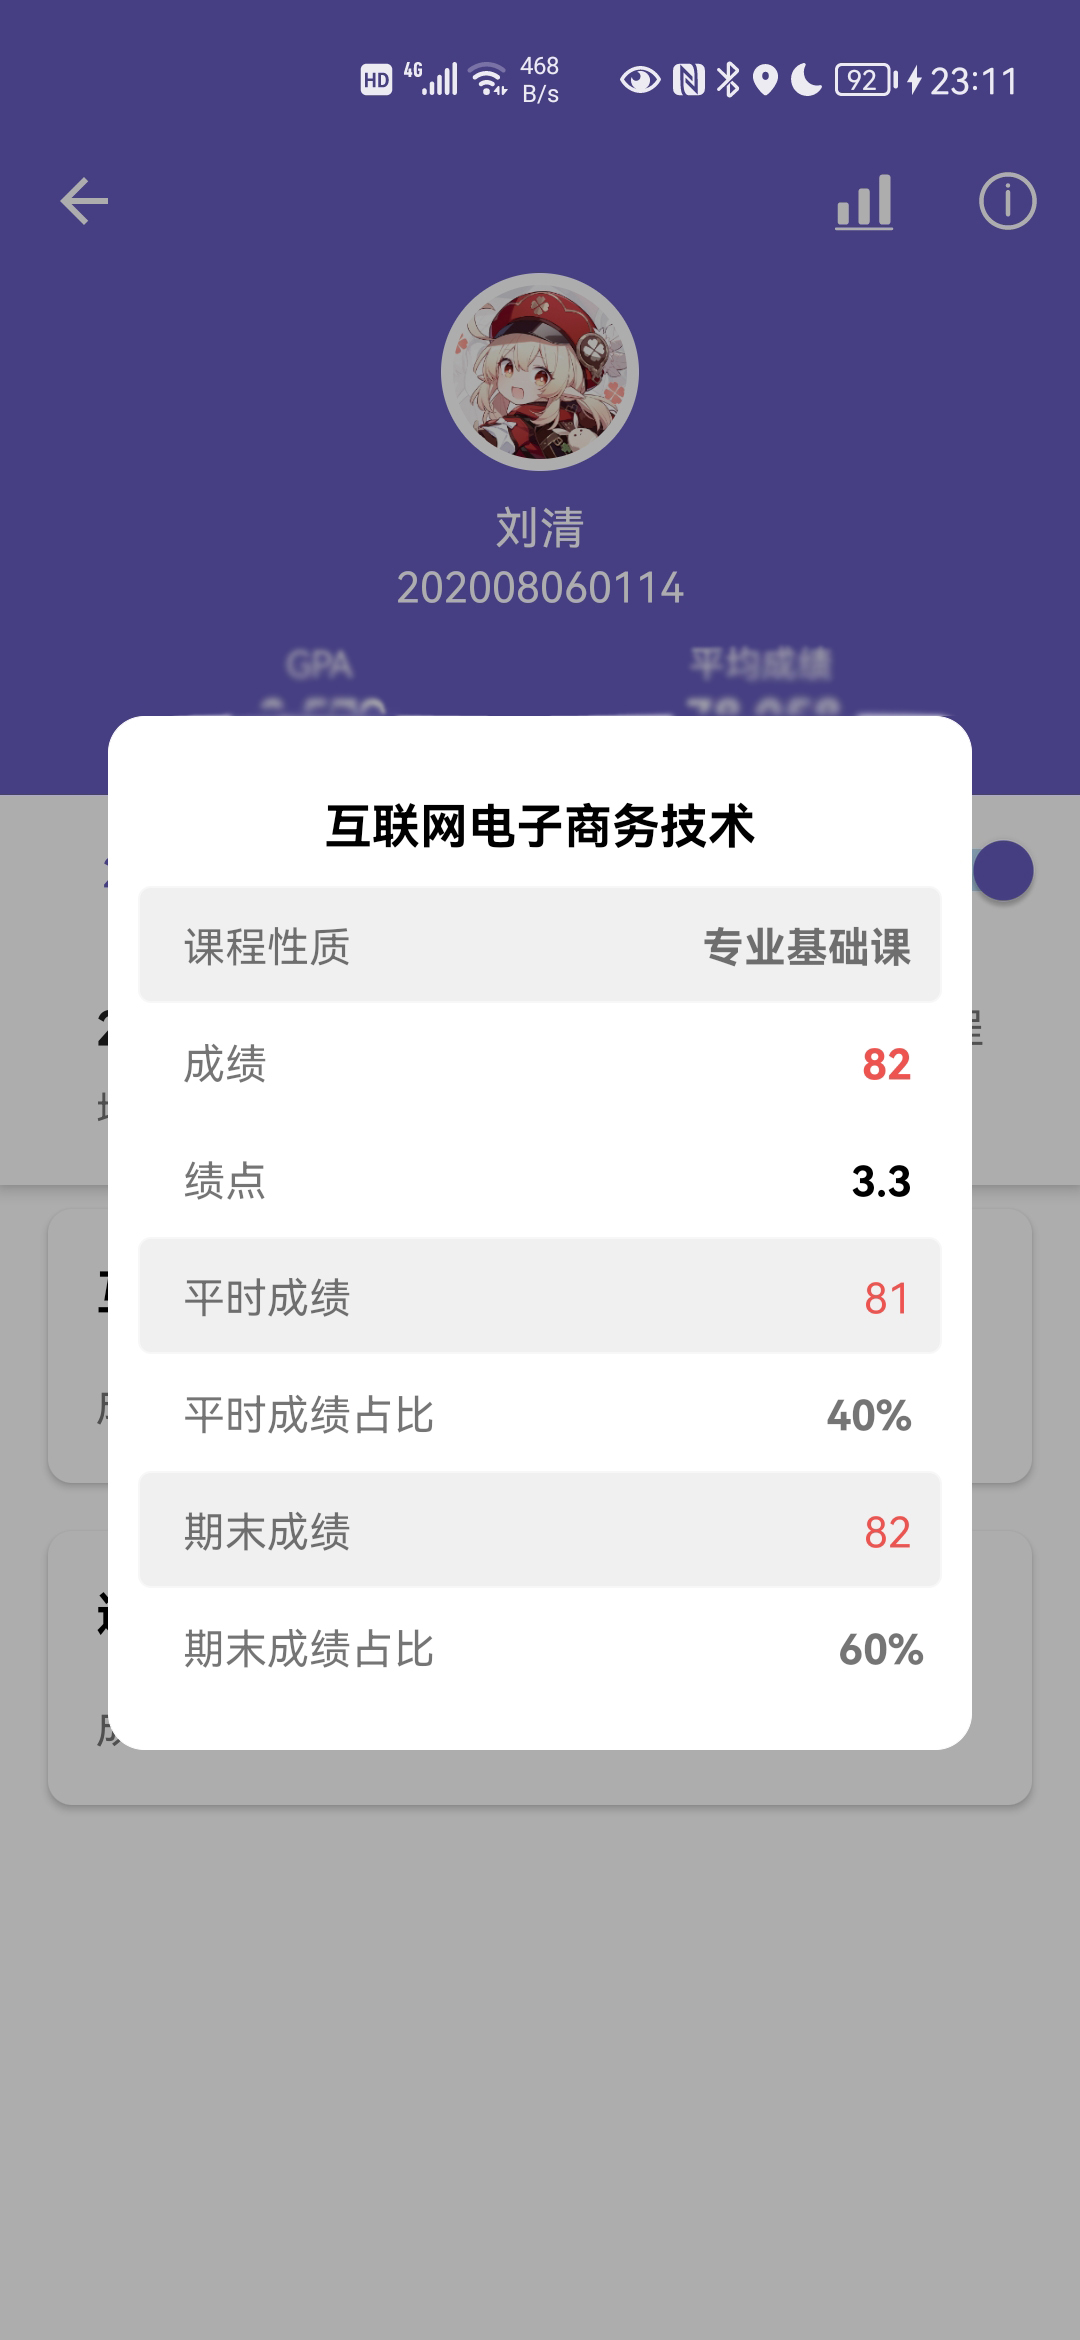 HD 4G 468 B/s 92 23:11
刘清
202008060114
GPA 平均成绩
互联网电子商务技术
课程性质 专业基础课
成绩 82
绩点 3.3
平时成绩 81
平时成绩占比 40%
期末成绩 82
期末成绩占比 60%